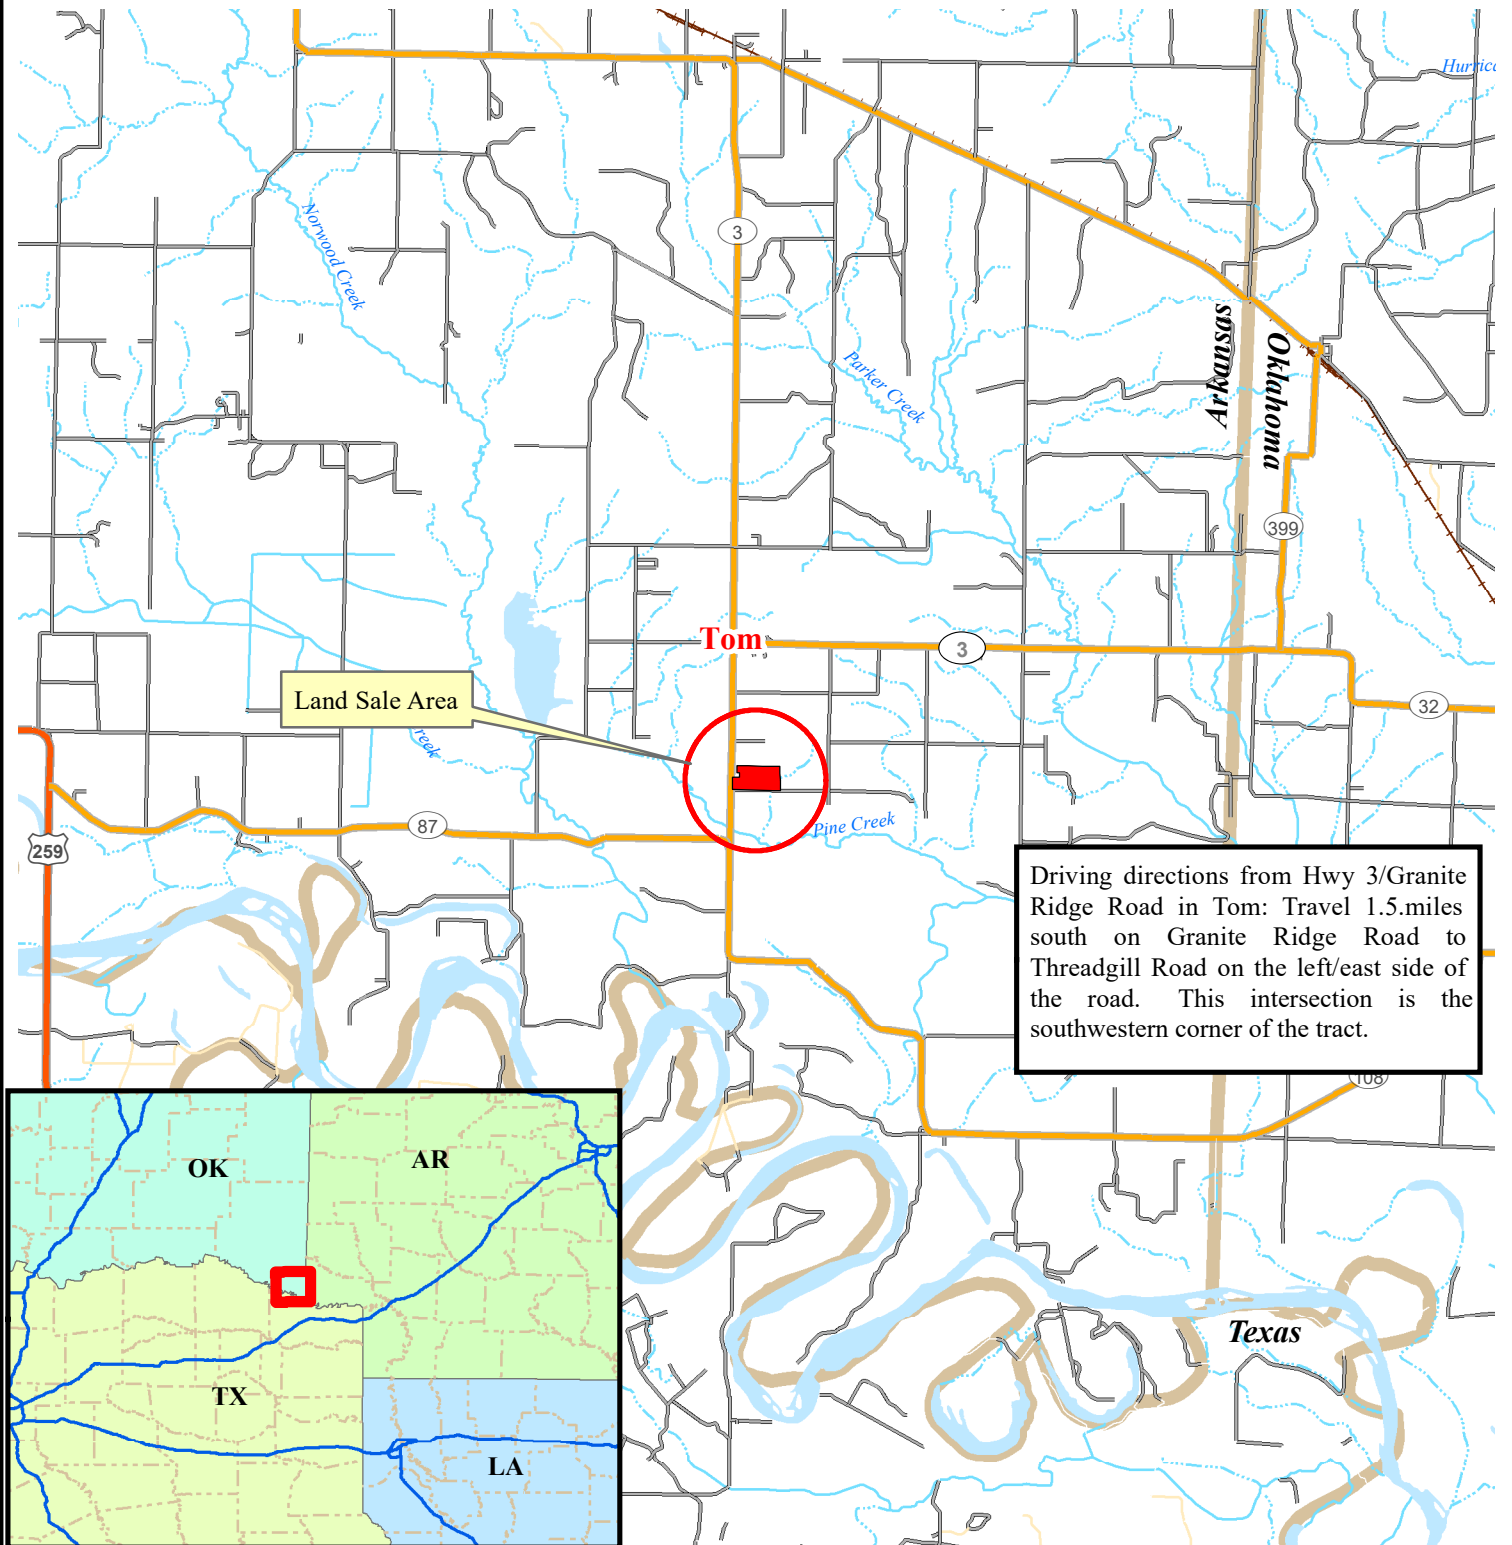 Hurrica
Norwood Creek
3
Arkansas
Oklahoma
Parker Creek
399
Tom
3
Land Sale Area
32
reek
87
Pine Creek
259
Driving directions from Hwy 3/Granite
Ridge Road in Tom: Travel 1.5.miles
south on Granite Ridge Road to
Threadgill Road on the left/east side of
the road. This intersection is the
southwestern corner of the tract.
108
OK
AR
Texas
TX
LA